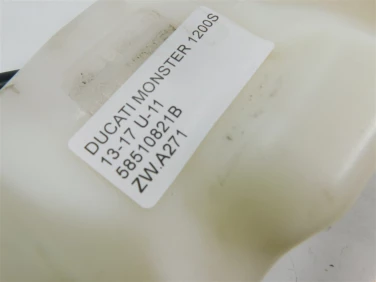 DUCATI MONSTER 1200S
13-17 U-11
58510821B
ZW.A271